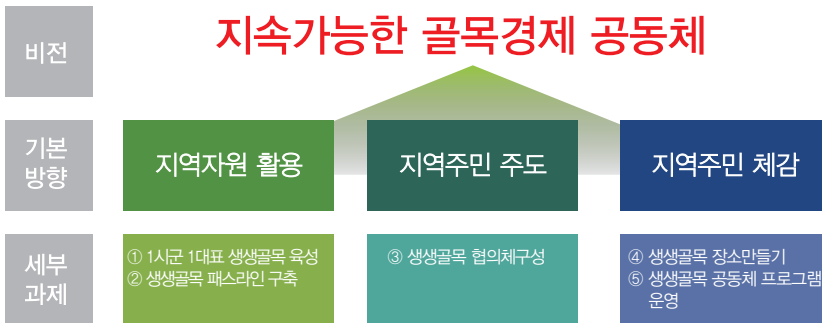 비전
지속가능한 골목경제 공동체
기본
방향
지역자원 활용
지역주민 주도
지역주민 체감
세부
과제
① 1시군 1대표 생생골목 육성
② 생생골목 패스라인 구축
③ 생생골목 협의체구성
④ 생생골목 장소만들기
⑤ 생생골목 공동체 프로그램
운영